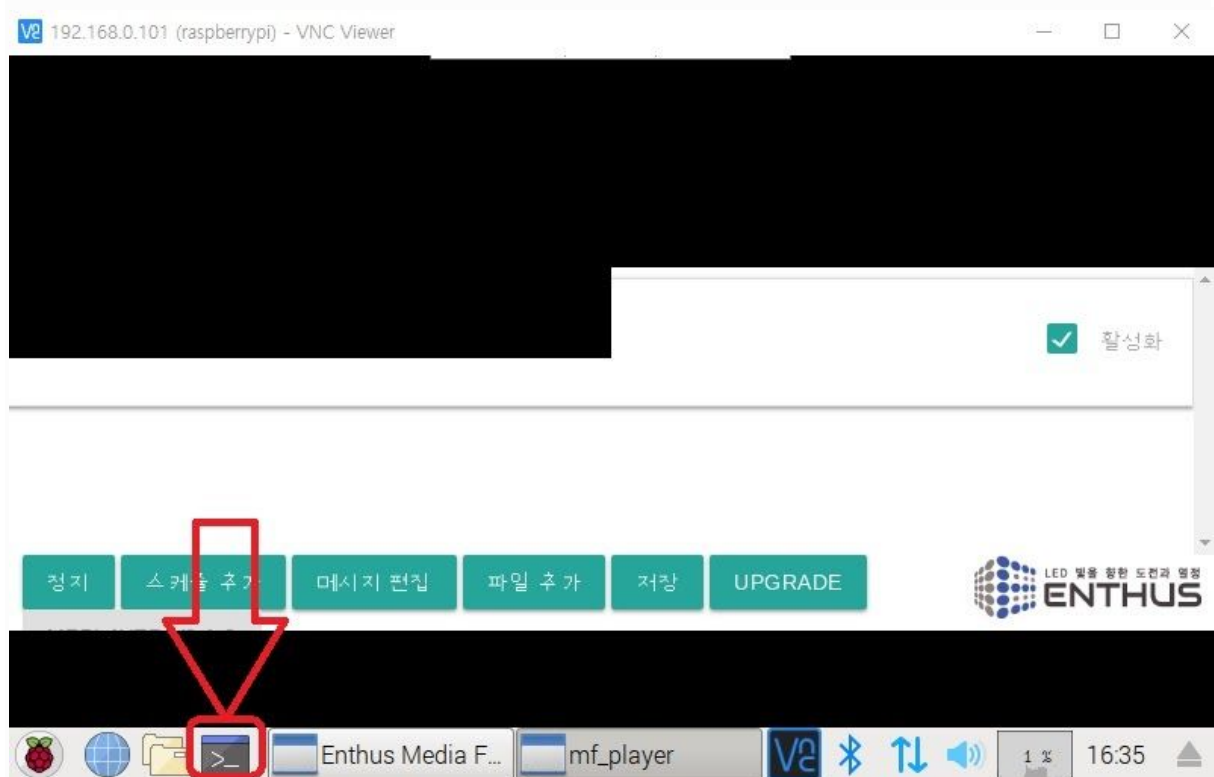 192.168.0.101 (raspberrypi) - VNC Viewer
활성화
정지
스케줄 추가
메시지 편집
파일 추가
저장
UPGRADE
LED 빛을 향한 도전과 열정
ENTHUS
>_
Enthus Media F...
mf_player
1 %
16:35